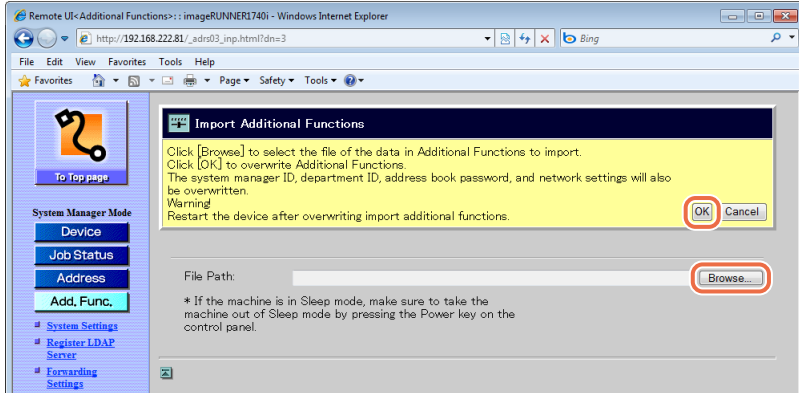 Remote UI<Additional Functions>: : imageRUNNER1740i - Windows Internet Explorer
http://192.168.222.81/_adrs03_inp.html?dn=3
Bing
File Edit View Favorites Tools Help
Favorites Page Safety Tools
Import Additional Functions
Click [Browse] to select the file of the data in Additional Functions to import.
Click [OK] to overwrite Additional Functions.
The system manager ID, department ID, address book password, and network settings will also
be overwritten.
Warning!
Restart the device after overwriting import additional functions.
OK Cancel
To Top page
System Manager Mode
Device
Job Status
Address
Add. Func.
System Settings
Register LDAP
Server
Forwarding
Settings
File Path:
Browse...
* If the machine is in Sleep mode, make sure to take the
machine out of Sleep mode by pressing the Power key on the
control panel.